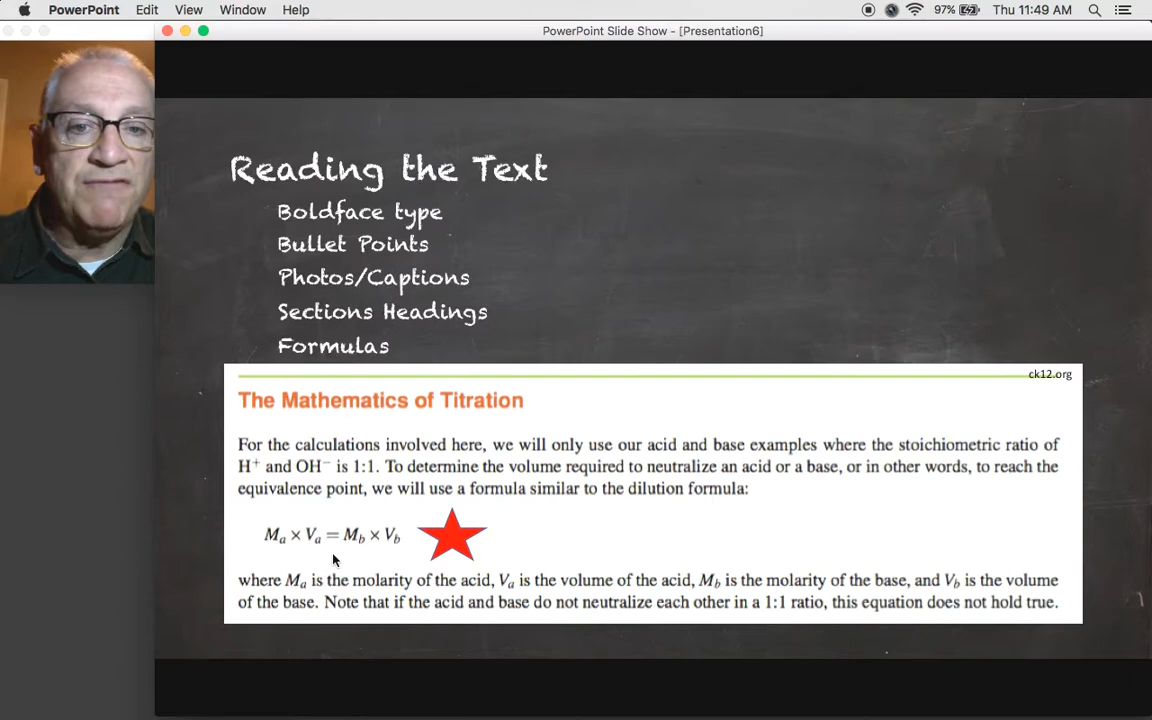 PowerPoint Edit View Window Help 97% Thu 11:49 AM
PowerPoint Slide Show - [Presentation6]
Reading the Text
Boldface type
Bullet Points
Photos/Captions
Sections Headings
Formulas
ck12.org
The Mathematics of Titration
For the calculations involved here, we will only use our acid and base examples where the stoichiometric ratio of
H⁺ and OH⁻ is 1:1. To determine the volume required to neutralize an acid or a base, or in other words, to reach the
equivalence point, we will use a formula similar to the dilution formula:
Mₐ × Vₐ = M_b × V_b
where Mₐ is the molarity of the acid, Vₐ is the volume of the acid, M_b is the molarity of the base, and V_b is the volume
of the base. Note that if the acid and base do not neutralize each other in a 1:1 ratio, this equation does not hold true.